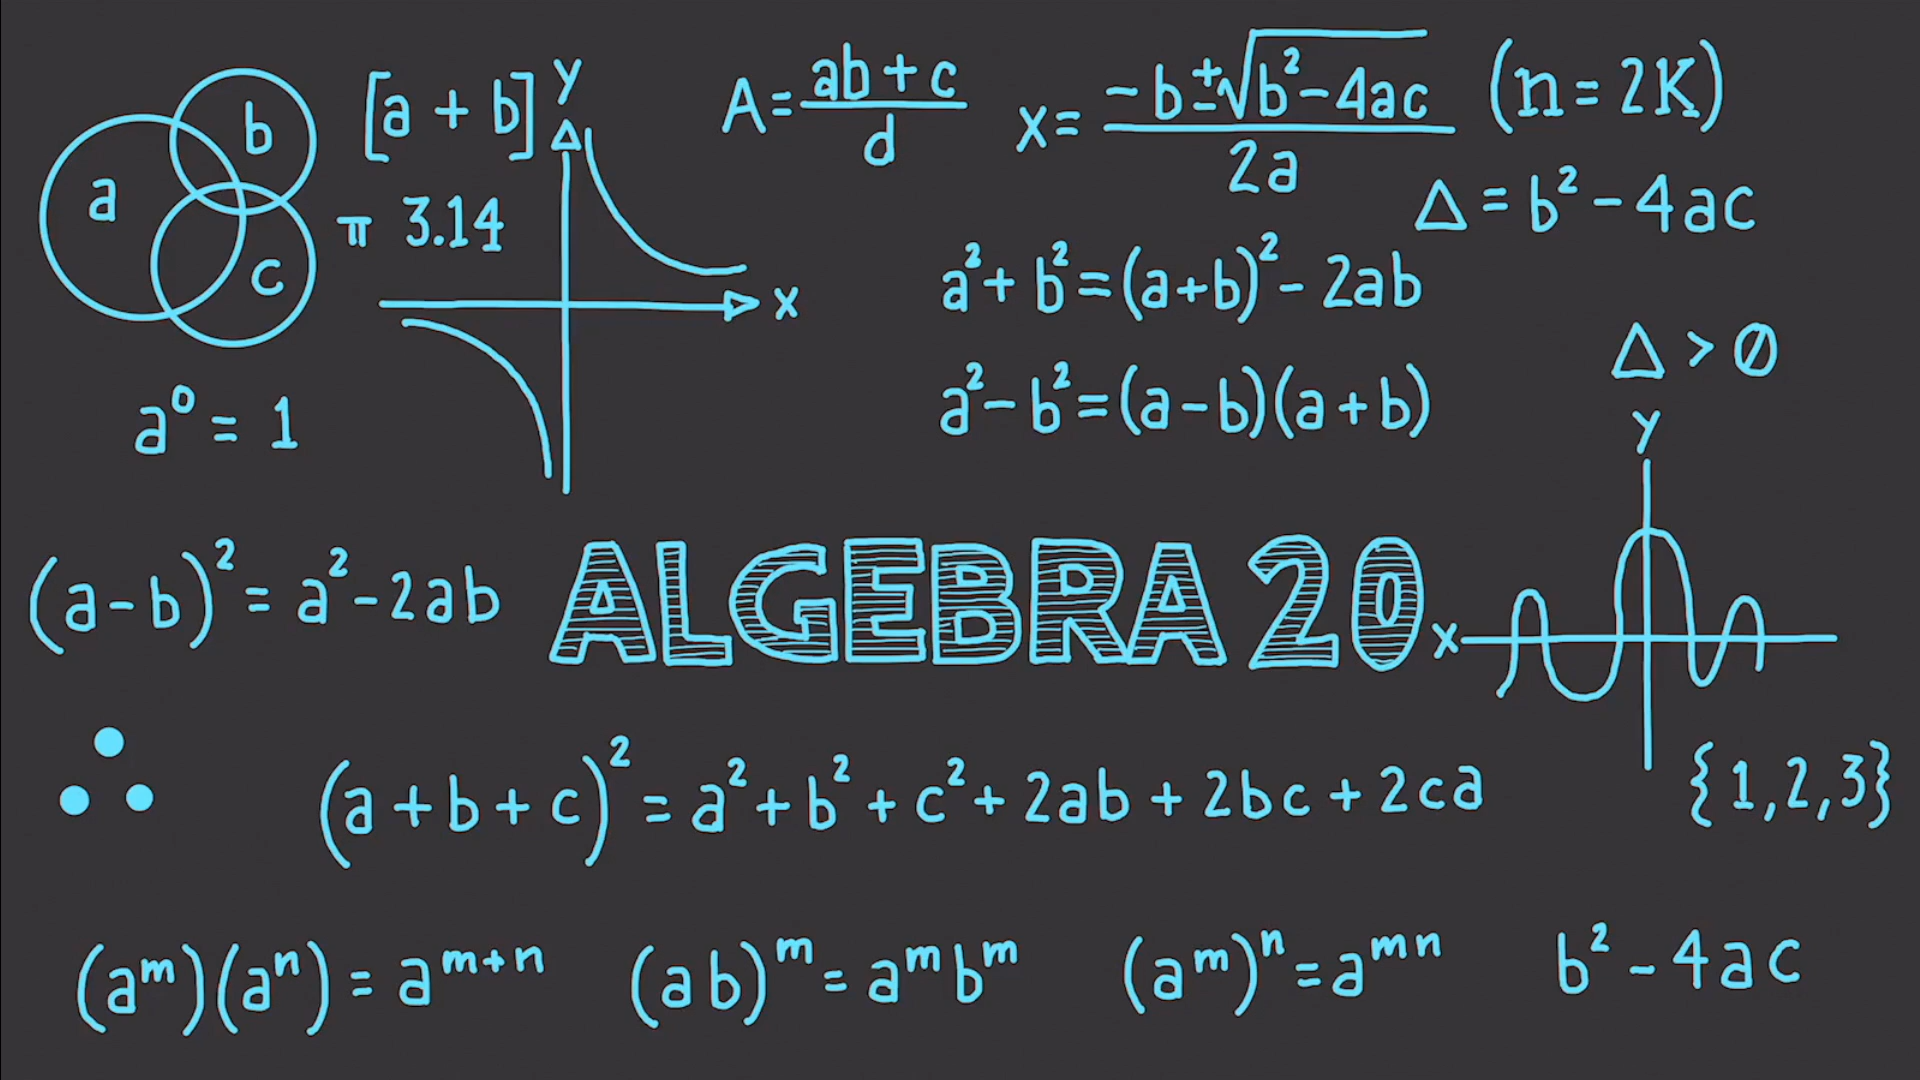 a
b
c
[a + b]
y
x
π 3.14
a⁰ = 1
A = (ab + c)/d
x = (-b ± √(b² - 4ac))/2a
(n = 2K)
Δ = b² - 4ac
a² + b² = (a+b)² - 2ab
a² - b² = (a-b)(a+b)
Δ > 0
y
x
(a-b)² = a² - 2ab
ALGEBRA 20
∴
(a + b + c)² = a² + b² + c² + 2ab + 2bc + 2ca
{1,2,3}
(aᵐ)(aⁿ) = aᵐ⁺ⁿ
(ab)ᵐ = aᵐbᵐ
(aᵐ)ⁿ = aᵐⁿ
b² - 4ac